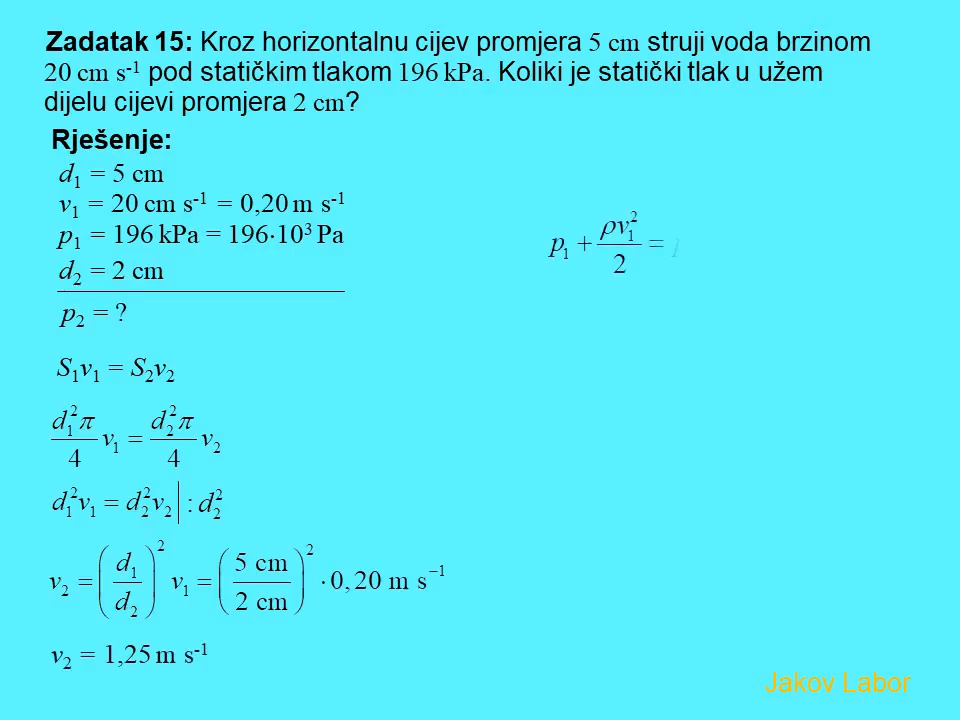 Zadatak 15: Kroz horizontalnu cijev promjera 5 cm struji voda brzinom
20 cm s⁻¹ pod statičkim tlakom 196 kPa. Koliki je statički tlak u užem
dijelu cijevi promjera 2 cm?
Rješenje:
d₁ = 5 cm
v₁ = 20 cm s⁻¹ = 0,20 m s⁻¹
p₁ = 196 kPa = 196·10³ Pa
d₂ = 2 cm
p₂ = ?
S₁v₁ = S₂v₂
d₁²π/4 v₁ = d₂²π/4 v₂
d₁²v₁ = d₂²v₂ | : d₂²
v₂ = (d₁/d₂)² v₁ = (5 cm/2 cm)² · 0,20 m s⁻¹
v₂ = 1,25 m s⁻¹
p₁ + ρv₁²/2 =
Jakov Labor